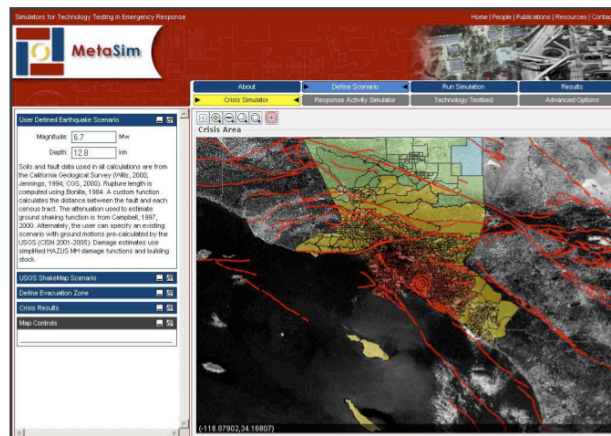 Simulators for Technology Testing in Emergency Response
Home | People | Publications | Resources | Contac
MetaSim
About
Define Scenario
Run Simulation
Results
Crisis Simulator
Response Activity Simulator
Technology Testbed
Advanced Options
User Defined Earthquake Scenario
Magnitude: 6.7 Mw
Depth: 12.8 km
Soils and fault data used in all calculations are from
the California Geological Survey (Wills, 2000;
Jennings, 1994; CGS, 2000). Rupture length is
computed using Bonilla, 1984. A custom function
calculates the distance between the fault and each
census tract. The attenuation used to estimate
ground shaking function is from Campbell, 1997,
2000. Alternately, the user can specify an existing
scenario with ground motions pre-calculated by the
USGS (CISN 2001-2005). Damage estimates use
simplified HAZUS MH damage functions and building
stock.
USGS ShakeMap Scenario
Define Evacuation Zone
Crisis Results
Map Controls
Crisis Area
(-116.87902,34.16807)